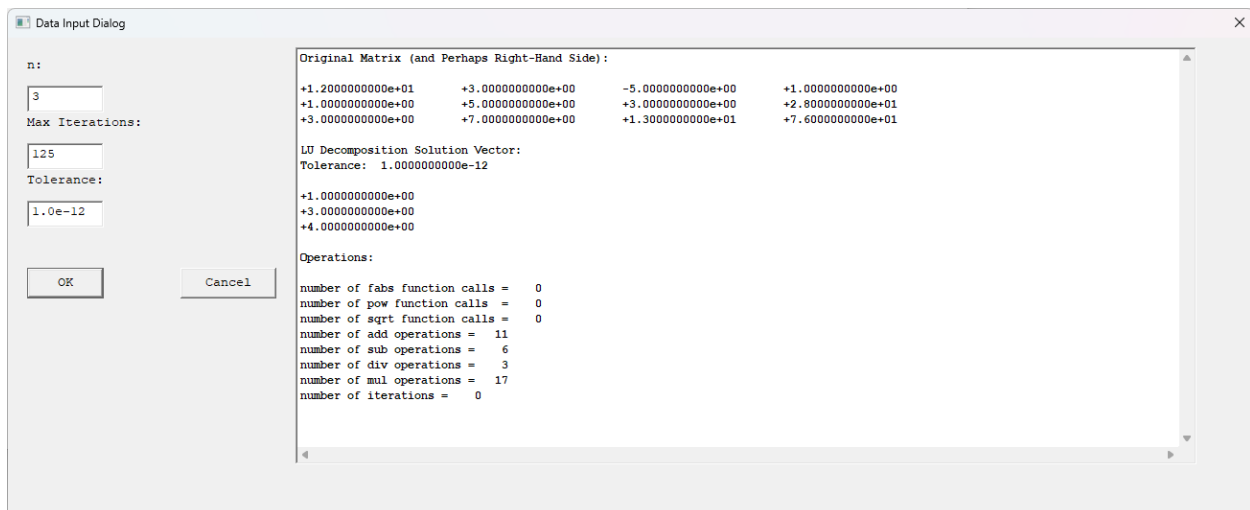 Data Input Dialog
n:
3
Max Iterations:
125
Tolerance:
1.0e-12
OK
Cancel
Original Matrix (and Perhaps Right-Hand Side):
+1.2000000000e+01 +3.0000000000e+00 -5.0000000000e+00 +1.0000000000e+00
+1.0000000000e+00 +5.0000000000e+00 +3.0000000000e+00 +2.8000000000e+01
+3.0000000000e+00 +7.0000000000e+00 +1.3000000000e+01 +7.6000000000e+01
LU Decomposition Solution Vector:
Tolerance: 1.0000000000e-12
+1.0000000000e+00
+3.0000000000e+00
+4.0000000000e+00
Operations:
number of fabs function calls = 0
number of pow function calls = 0
number of sqrt function calls = 0
number of add operations = 11
number of sub operations = 6
number of div operations = 3
number of mul operations = 17
number of iterations = 0